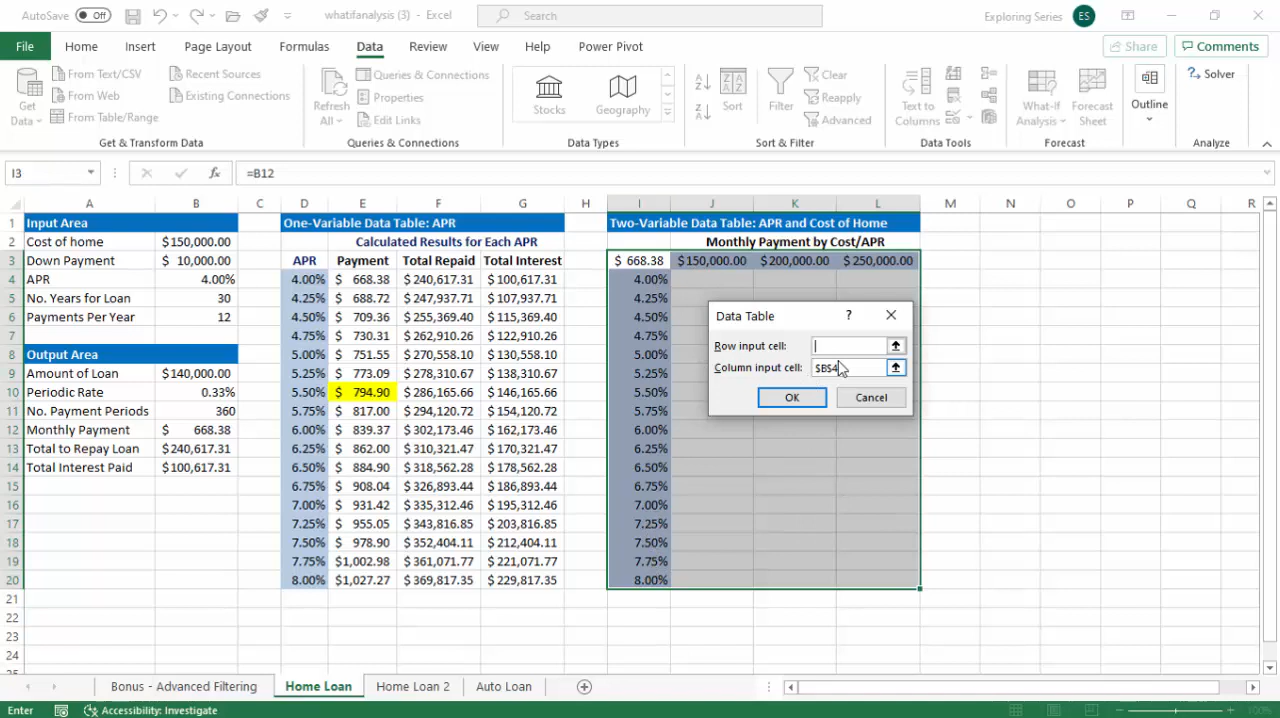 AutoSave Off whatifanalysis (3) - Excel Search Exploring Series ES
File Home Insert Page Layout Formulas Data Review View Help Power Pivot Share Comments
Get Data From Text/CSV From Web From Table/Range Recent Sources Existing Connections
Refresh All Queries & Connections Properties Edit Links
Stocks Geography
Sort Filter Clear Reapply Advanced
Text to Columns What-If Analysis Forecast Sheet Outline Solver
Get & Transform Data Queries & Connections Data Types Sort & Filter Data Tools Forecast Analyze
I3 fx =B12
A B C D E F G H I J K L M N O P Q R
1 Input Area One-Variable Data Table: APR Two-Variable Data Table: APR and Cost of Home
2 Cost of home $150,000.00 Calculated Results for Each APR Monthly Payment by Cost/APR
3 Down Payment $ 10,000.00 APR Payment Total Repaid Total Interest $ 668.38 $150,000.00 $200,000.00 $250,000.00
4 APR 4.00% 4.00% $ 668.38 $240,617.31 $100,617.31 4.00%
5 No. Years for Loan 30 4.25% $ 688.72 $247,937.71 $107,937.71 4.25%
6 Payments Per Year 12 4.50% $ 709.36 $255,369.40 $115,369.40 4.50%
7 4.75% $ 730.31 $262,910.26 $122,910.26 4.75%
8 Output Area 5.00% $ 751.55 $270,558.10 $130,558.10 5.00%
9 Amount of Loan $140,000.00 5.25% $ 773.09 $278,310.67 $138,310.67 5.25%
10 Periodic Rate 0.33% 5.50% $ 794.90 $286,165.66 $146,165.66 5.50%
11 No. Payment Periods 360 5.75% $ 817.00 $294,120.72 $154,120.72 5.75%
12 Monthly Payment $ 668.38 6.00% $ 839.37 $302,173.46 $162,173.46 6.00%
13 Total to Repay Loan $240,617.31 6.25% $ 862.00 $310,321.47 $170,321.47 6.25%
14 Total Interest Paid $100,617.31 6.50% $ 884.90 $318,562.28 $178,562.28 6.50%
15 6.75% $ 908.04 $326,893.44 $186,893.44 6.75%
16 7.00% $ 931.42 $335,312.46 $195,312.46 7.00%
17 7.25% $ 955.05 $343,816.85 $203,816.85 7.25%
18 7.50% $ 978.90 $352,404.11 $212,404.11 7.50%
19 7.75% $1,002.98 $361,071.77 $221,071.77 7.75%
20 8.00% $1,027.27 $369,817.35 $229,817.35 8.00%
21
22
23
24
Data Table ?
Row input cell:
Column input cell: $B$4
OK Cancel
Bonus - Advanced Filtering Home Loan Home Loan 2 Auto Loan
Enter Accessibility: Investigate